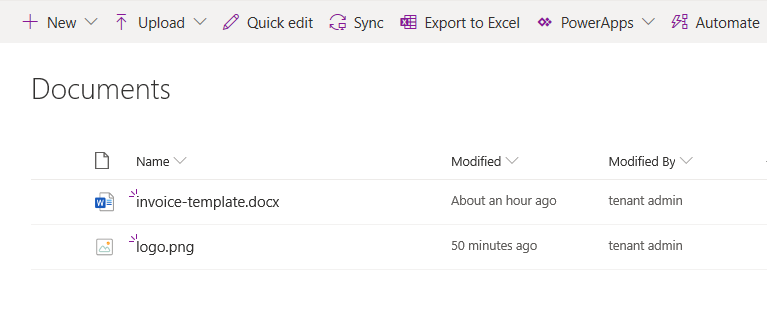 New Upload Quick edit Sync Export to Excel PowerApps Automate
Documents
Name Modified Modified By
invoice-template.docx About an hour ago tenant admin
logo.png 50 minutes ago tenant admin